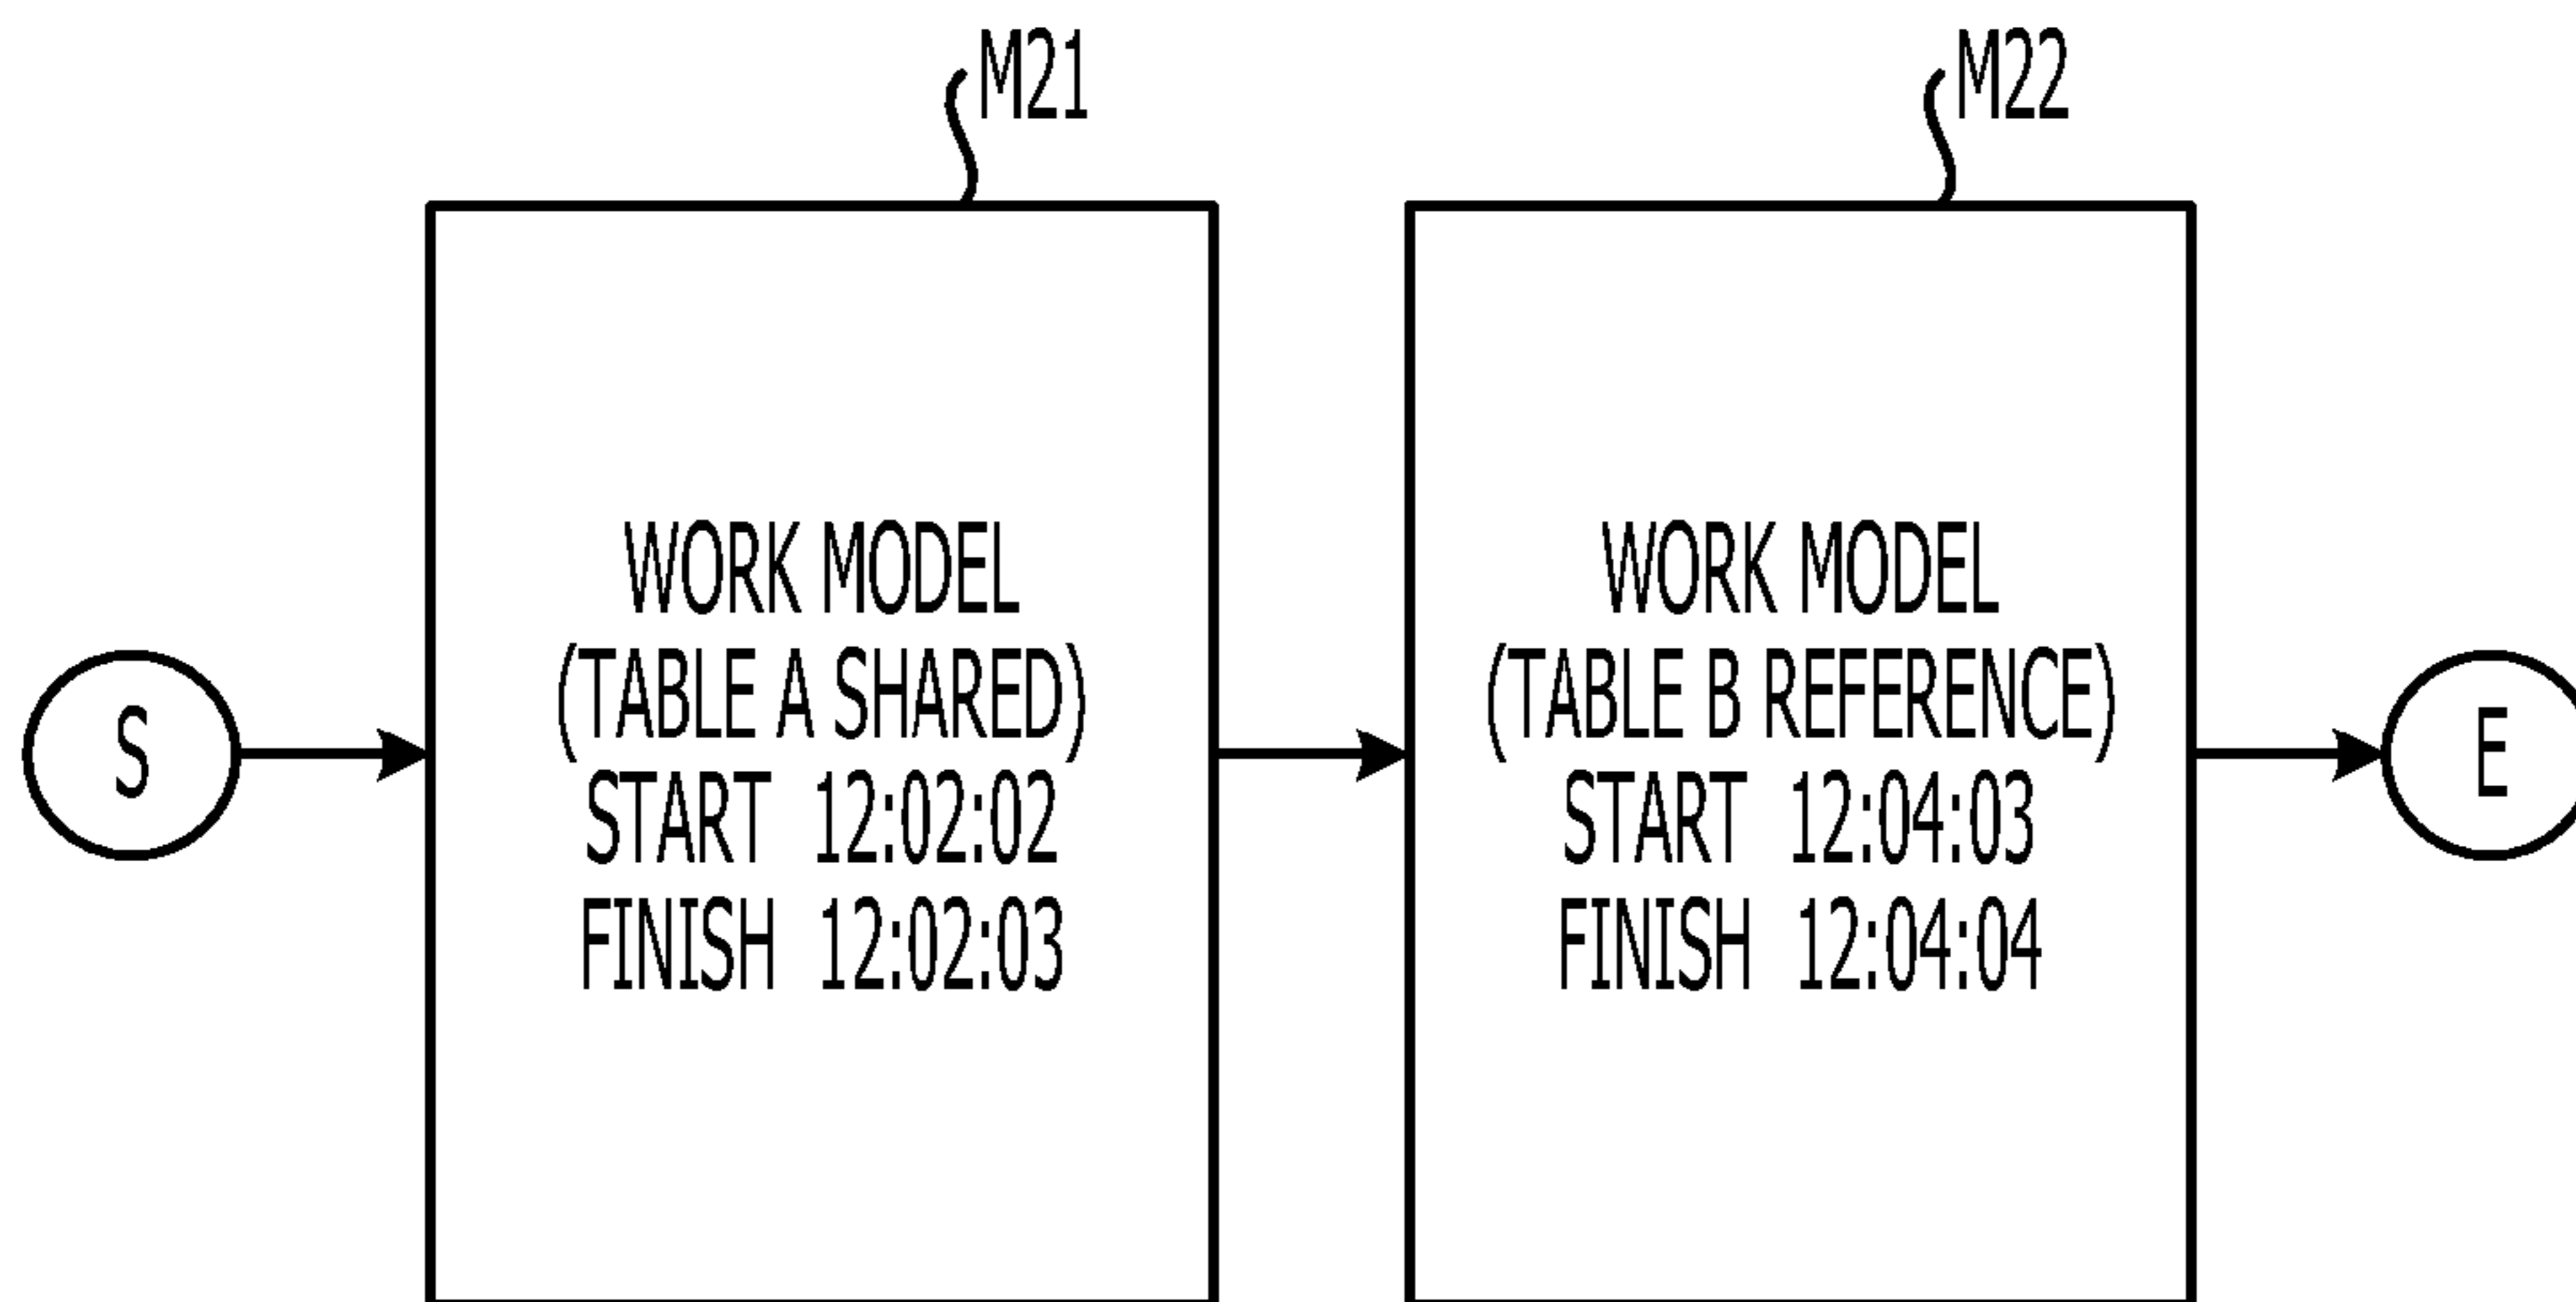 M21
M22
S
WORK MODEL
(TABLE A SHARED)
START 12:02:02
FINISH 12:02:03
WORK MODEL
(TABLE B REFERENCE)
START 12:04:03
FINISH 12:04:04
E